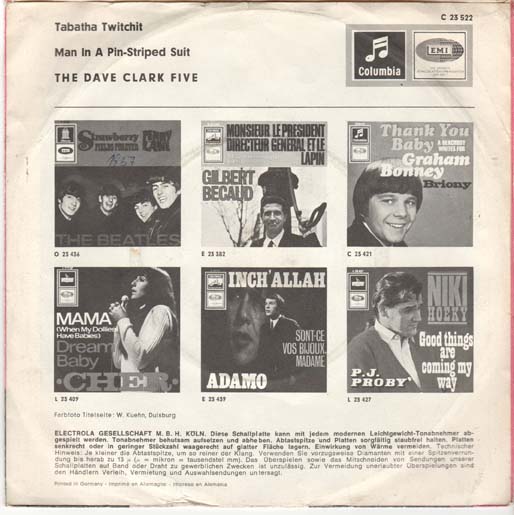 Tabatha Twitchit
Man In A Pin-Striped Suit
THE DAVE CLARK FIVE
C 23 522
Columbia
EMI
Strawberry PENNY
FIELDS FOREVER LANE
1967
THE BEATLES
O 23 436
MONSIEUR LE PRESIDENT
DIRECTEUR GENERAL ET LE
LAPIN
GILBERT
BECAUD
E 23 382
Thank You
Baby
WRITES FOR
Graham
Bonney
Briony
C 23 421
MAMA
(When My Dollies
Have Babies)
Dream
Baby
·CHER·
L 23 409
INCH'ALLAH
SONT-CE
VOS BIJOUX,
MADAME
ADAMO
E 23 439
NIKI
HOEKY
Good things
are
coming my
way
P.J.
PROBY
L 23 427
Farbfoto Titelseite: W. Kuehn, Duisburg
ELECTROLA GESELLSCHAFT M. B. H. KÖLN. Diese Schallplatte kann mit jedem modernen Leichtgewicht-Tonabnehmer ab-
gespielt werden. Tonabnehmer behutsam aufsetzen und abheben. Abtastspitze und Platten sorgfältig staubfrei halten. Platten
senkrecht oder in geringer Stückzahl waagerecht auf glatter Fläche lagern. Einwirkung von Wärme vermeiden. Technischer
Hinweis: Je kleiner die Abtastspitze, um so reiner der Klang. Verwenden Sie vorzugsweise Diamanten mit einer Spitzenverrun-
dung bis herab zu 13 µ (µ = mikron = tausendstel mm). Das Überspielen sowie das Mitschneiden von Sendungen unserer
Schallplatten auf Band oder Draht zu gewerblichen Zwecken ist unzulässig. Zur Vermeidung unerlaubter Überspielungen sind
den Händlern Verleih, Vermietung und Auswahlsendungen untersagt.
Printed in Germany - Imprimé en Allemagne - Impreso en Alemania